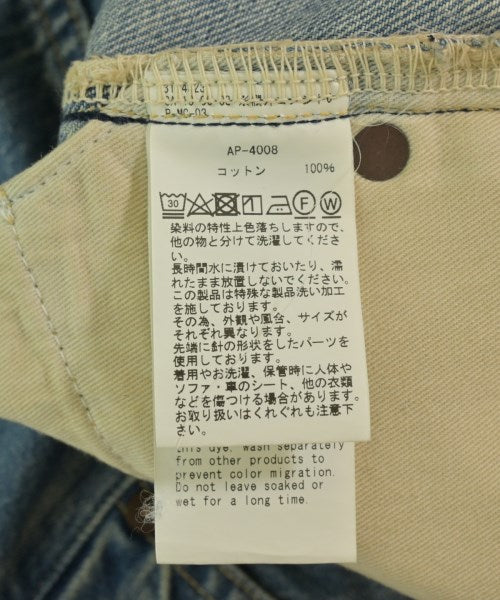 AP-4008
コットン 100%
30 F W
染料の特性上色落ちしますので、
他の物と分けて洗濯してくださ
い。
長時間水に漬けておいたり、濡
れたまま放置しないでください。
この製品は特殊な製品洗い加工
を施しております。
その為、外観や風合、サイズが
それぞれ異なります。
先端に針の形状をしたパーツを
使用しております。
着用やお洗濯、保管時に人体や
ソファ・車のシート、他の衣類
などを傷つける場合があります。
お取り扱いはくれぐれも注意下
さい。
this dye, wash separately
from other products to
prevent color migration.
Do not leave soaked or
wet for a long time.